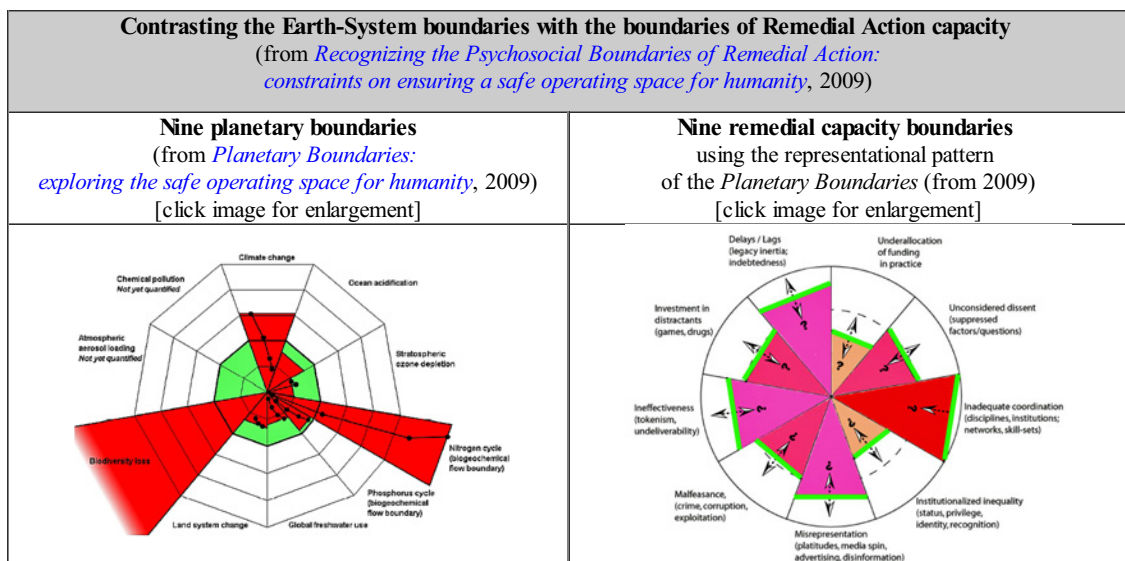 Contrasting the Earth-System boundaries with the boundaries of Remedial Action capacity
(from Recognizing the Psychosocial Boundaries of Remedial Action:
constraints on ensuring a safe operating space for humanity, 2009)
Nine planetary boundaries
(from Planetary Boundaries:
exploring the safe operating space for humanity, 2009)
[click image for enlargement]
Nine remedial capacity boundaries
using the representational pattern
of the Planetary Boundaries (from 2009)
[click image for enlargement]
Climate change
Chemical pollution
Not yet quantified
Ocean acidification
Atmospheric
aerosol loading
Not yet quantified
Stratospheric
ozone depletion
Biodiversity loss
Nitrogen cycle
(biogeochemical
flow boundary)
Phosphorus cycle
(biogeochemical
flow boundary)
Land system change
Global freshwater use
Delays / Lags
(legacy inertia;
indebtedness)
Underallocation
of funding
in practice
Investment in
distractants
(games, drugs)
Unconsidered dissent
(suppressed
factors/questions)
Ineffectiveness
(tokenism,
undeliverability)
Inadequate coordination
(disciplines, institutions;
networks, skill-sets)
Malfeasance,
(crime, corruption,
exploitation)
Institutionalized inequality
(status, privilege,
identity, recognition)
Misrepresentation
(platitudes, media spin,
advertising, disinformation)
?
?
?
?
?
?
?
?
?